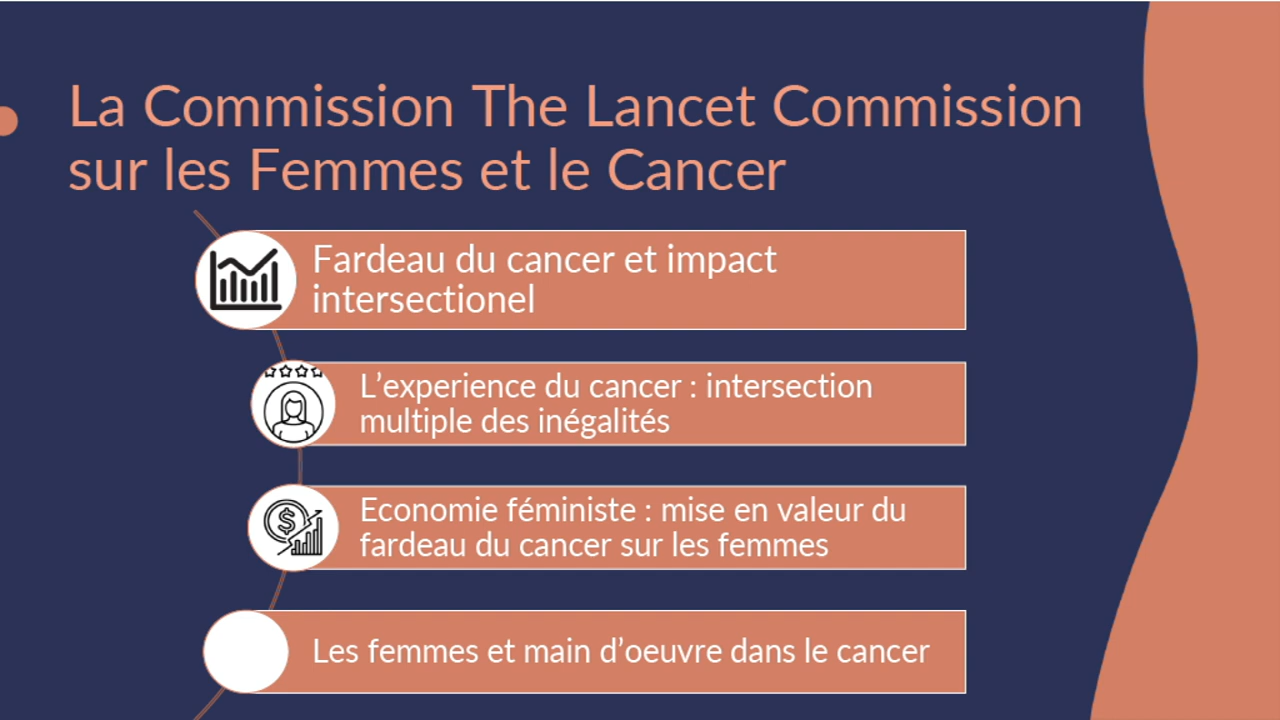 La Commission The Lancet Commission
sur les Femmes et le Cancer
Fardeau du cancer et impact
intersectionel
L’experience du cancer : intersection
multiple des inégalités
Economie féministe : mise en valeur du
fardeau du cancer sur les femmes
Les femmes et main d’oeuvre dans le cancer